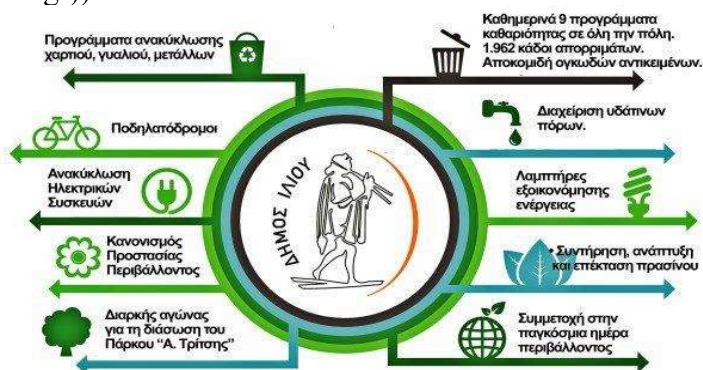 Προγράμματα ανακύκλωσης
χαρτιού, γυαλιού, μετάλλων
Ποδηλατόδρομοι
Ανακύκλωση
Ηλεκτρικών
Συσκευών
Κανονισμός
Προστασίας
Περιβάλλοντος
Διαρκής αγώνας
για τη διάσωση του
Πάρκου "Α. Τρίτσης"
ΔΗΜΟΣ ΙΛΙΟΥ
Καθημερινά 9 προγράμματα
καθαριότητας σε όλη την πόλη.
1.962 κάδοι απορριμάτων.
Αποκομιδή ογκωδών αντικειμένων.
Διαχείριση υδάτινων
πόρων.
Λαμπτήρες
εξοικονόμησης
ενέργειας
• Συντήρηση, ανάπτυξη
και επέκταση πρασίνου
Συμμετοχή στην
παγκόσμια ημέρα
περιβάλλοντος